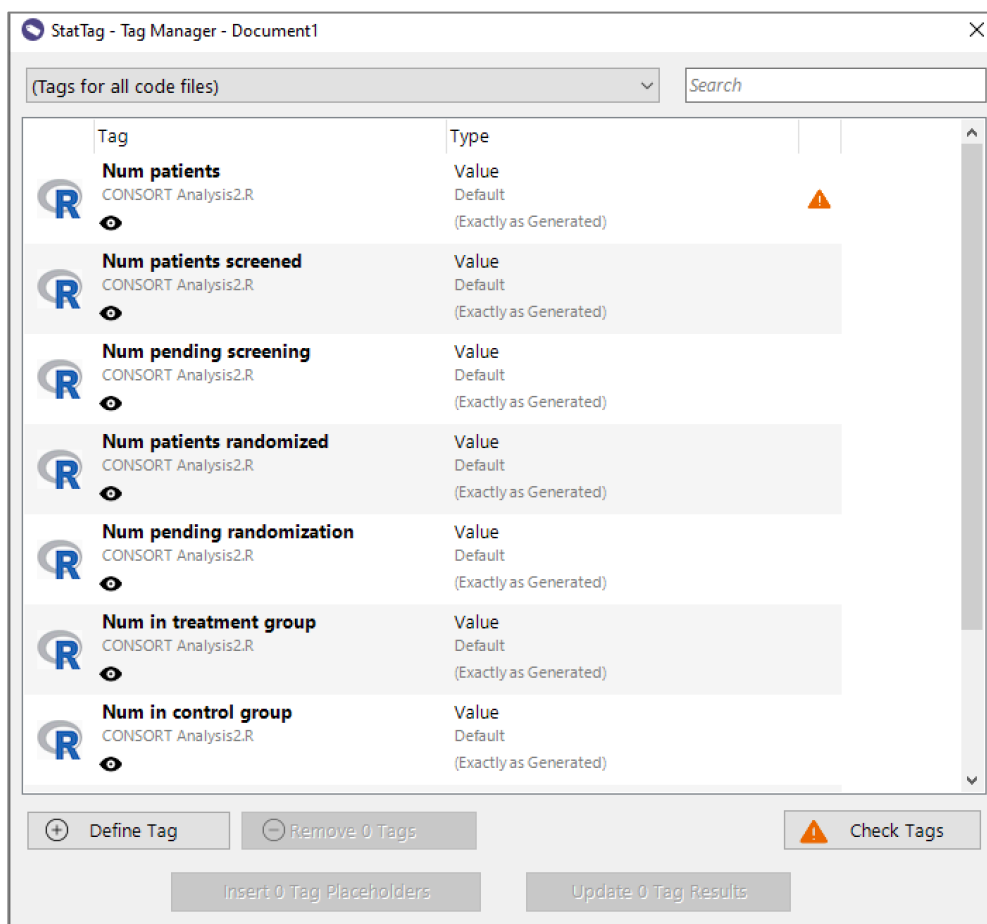 StatTag - Tag Manager - Document1
(Tags for all code files)
Search
Tag Type
Num patients Value
CONSORT Analysis2.R Default
(Exactly as Generated)
R
Num patients screened Value
CONSORT Analysis2.R Default
(Exactly as Generated)
R
Num pending screening Value
CONSORT Analysis2.R Default
(Exactly as Generated)
R
Num patients randomized Value
CONSORT Analysis2.R Default
(Exactly as Generated)
R
Num pending randomization Value
CONSORT Analysis2.R Default
(Exactly as Generated)
R
Num in treatment group Value
CONSORT Analysis2.R Default
(Exactly as Generated)
R
Num in control group Value
CONSORT Analysis2.R Default
(Exactly as Generated)
R
Define Tag Remove 0 Tags Check Tags
Insert 0 Tag Placeholders Update 0 Tag Results